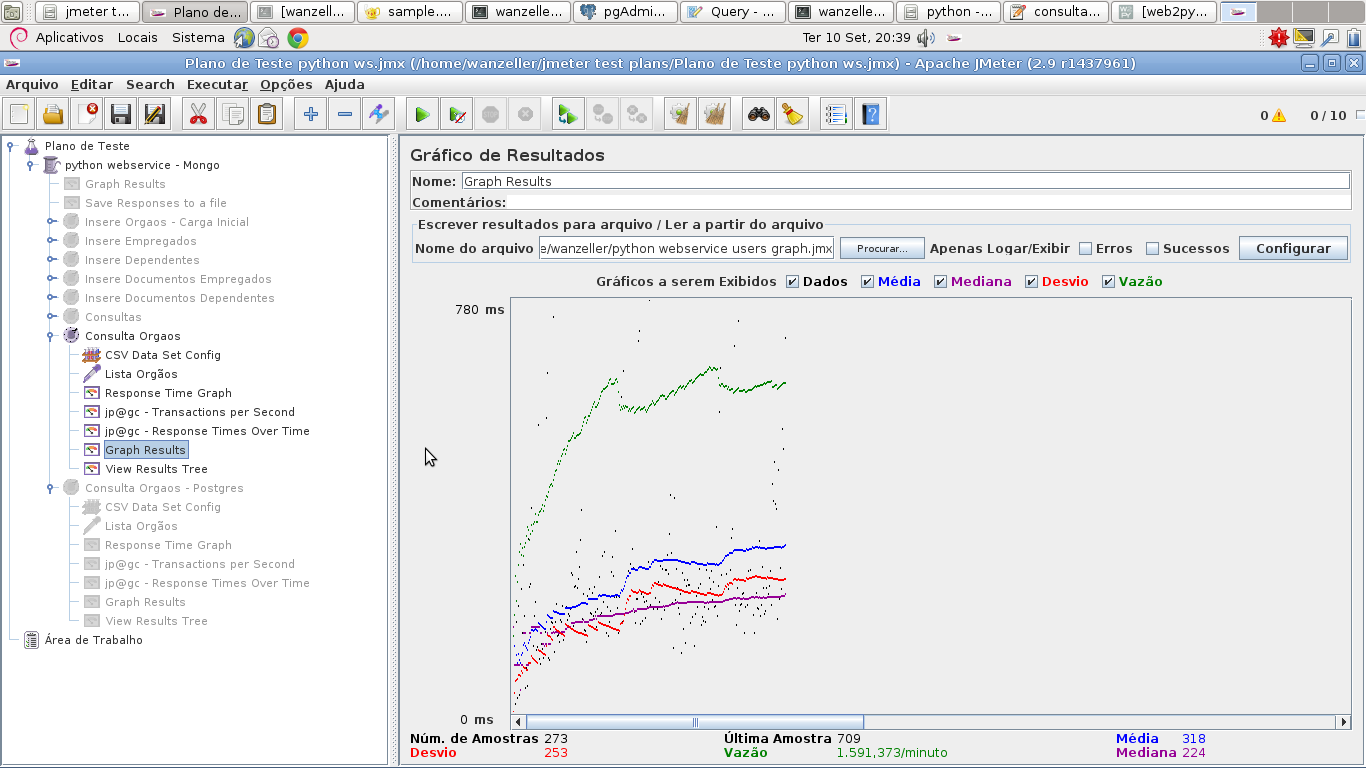 jmeter t... Plano de... [wanzell... sample.... wanzelle... pgAdmi... Query - ... wanzelle... python -... consulta... [web2py...
Aplicativos Locais Sistema Ter 10 Set, 20:39
Plano de Teste python ws.jmx (/home/wanzeller/jmeter test plans/Plano de Teste python ws.jmx) - Apache JMeter (2.9 r1437961)
Arquivo Editar Search Executar Opções Ajuda
0 0 / 10
Plano de Teste
python webservice - Mongo
Graph Results
Save Responses to a file
Insere Orgaos - Carga Inicial
Insere Empregados
Insere Dependentes
Insere Documentos Empregados
Insere Documentos Dependentes
Consultas
Consulta Orgaos
CSV Data Set Config
Lista Orgãos
Response Time Graph
jp@gc - Transactions per Second
jp@gc - Response Times Over Time
Graph Results
View Results Tree
Consulta Orgaos - Postgres
CSV Data Set Config
Lista Orgãos
Response Time Graph
jp@gc - Transactions per Second
jp@gc - Response Times Over Time
Graph Results
View Results Tree
Área de Trabalho
Gráfico de Resultados
Nome: Graph Results
Comentários:
Escrever resultados para arquivo / Ler a partir do arquivo
Nome do arquivo e/wanzeller/python webservice users graph.jmx Procurar... Apenas Logar/Exibir Erros Sucessos Configurar
Gráficos a serem Exibidos Dados Média Mediana Desvio Vazão
780 ms
0 ms
Núm. de Amostras 273 Última Amostra 709 Média 318
Desvio 253 Vazão 1.591,373/minuto Mediana 224